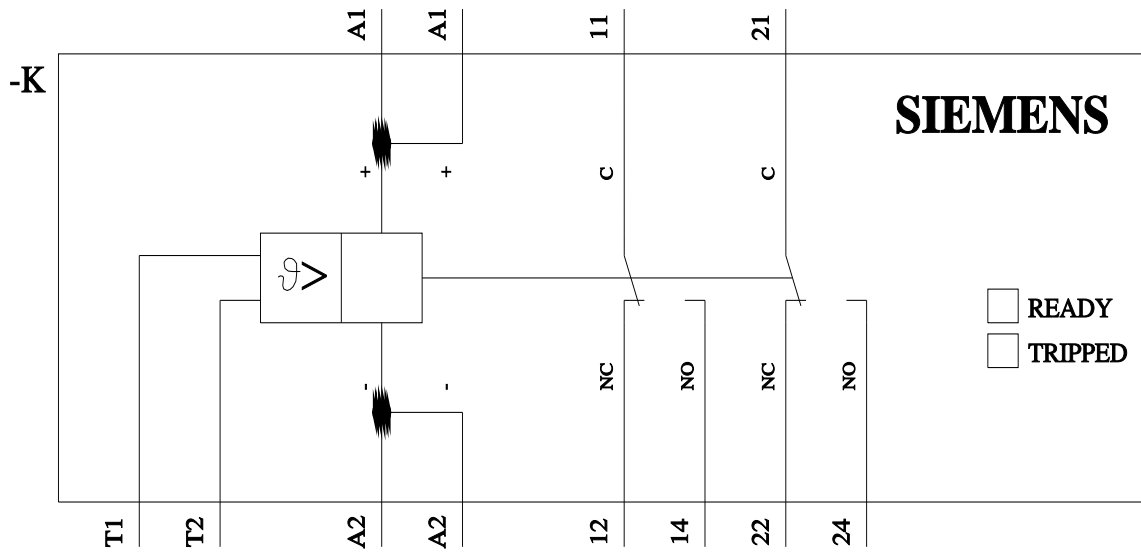 A1
A1
11
21
-K
SIEMENS
+
+
C
C
ϑ>
READY
TRIPPED
-
-
NC
NO
NC
NO
T1
T2
A2
A2
12
14
22
24